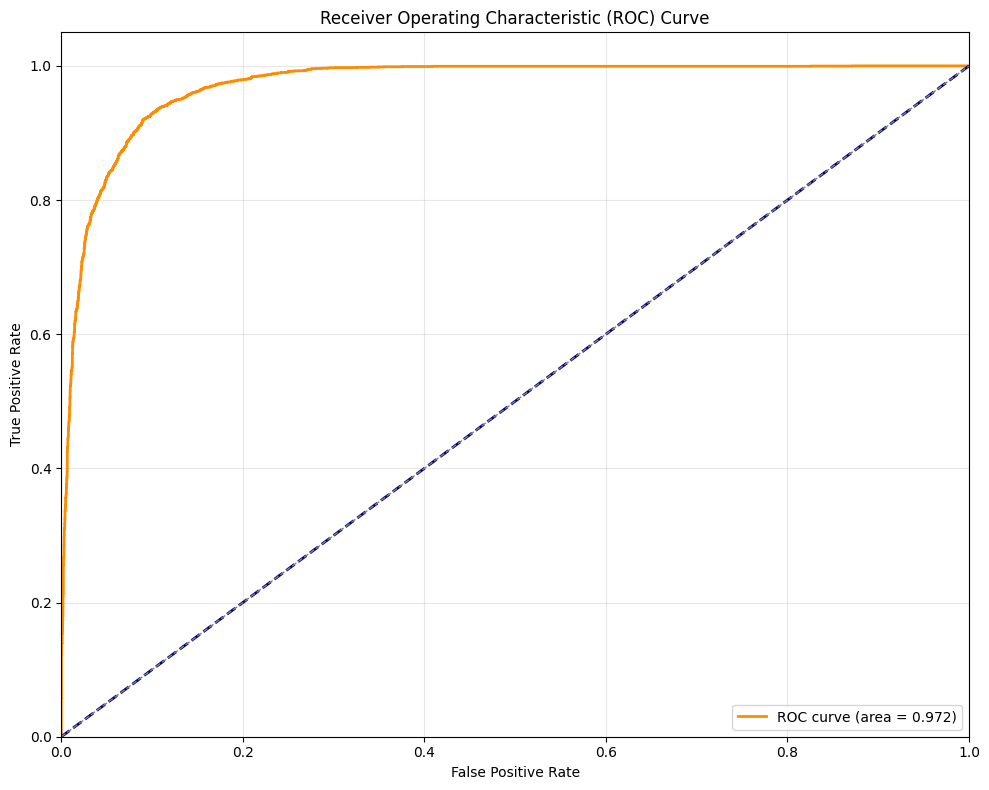 Receiver Operating Characteristic (ROC) Curve
1.0
0.8
0.6
0.4
0.2
0.0
True Positive Rate
ROC curve (area = 0.972)
0.0 0.2 0.4 0.6 0.8 1.0
False Positive Rate